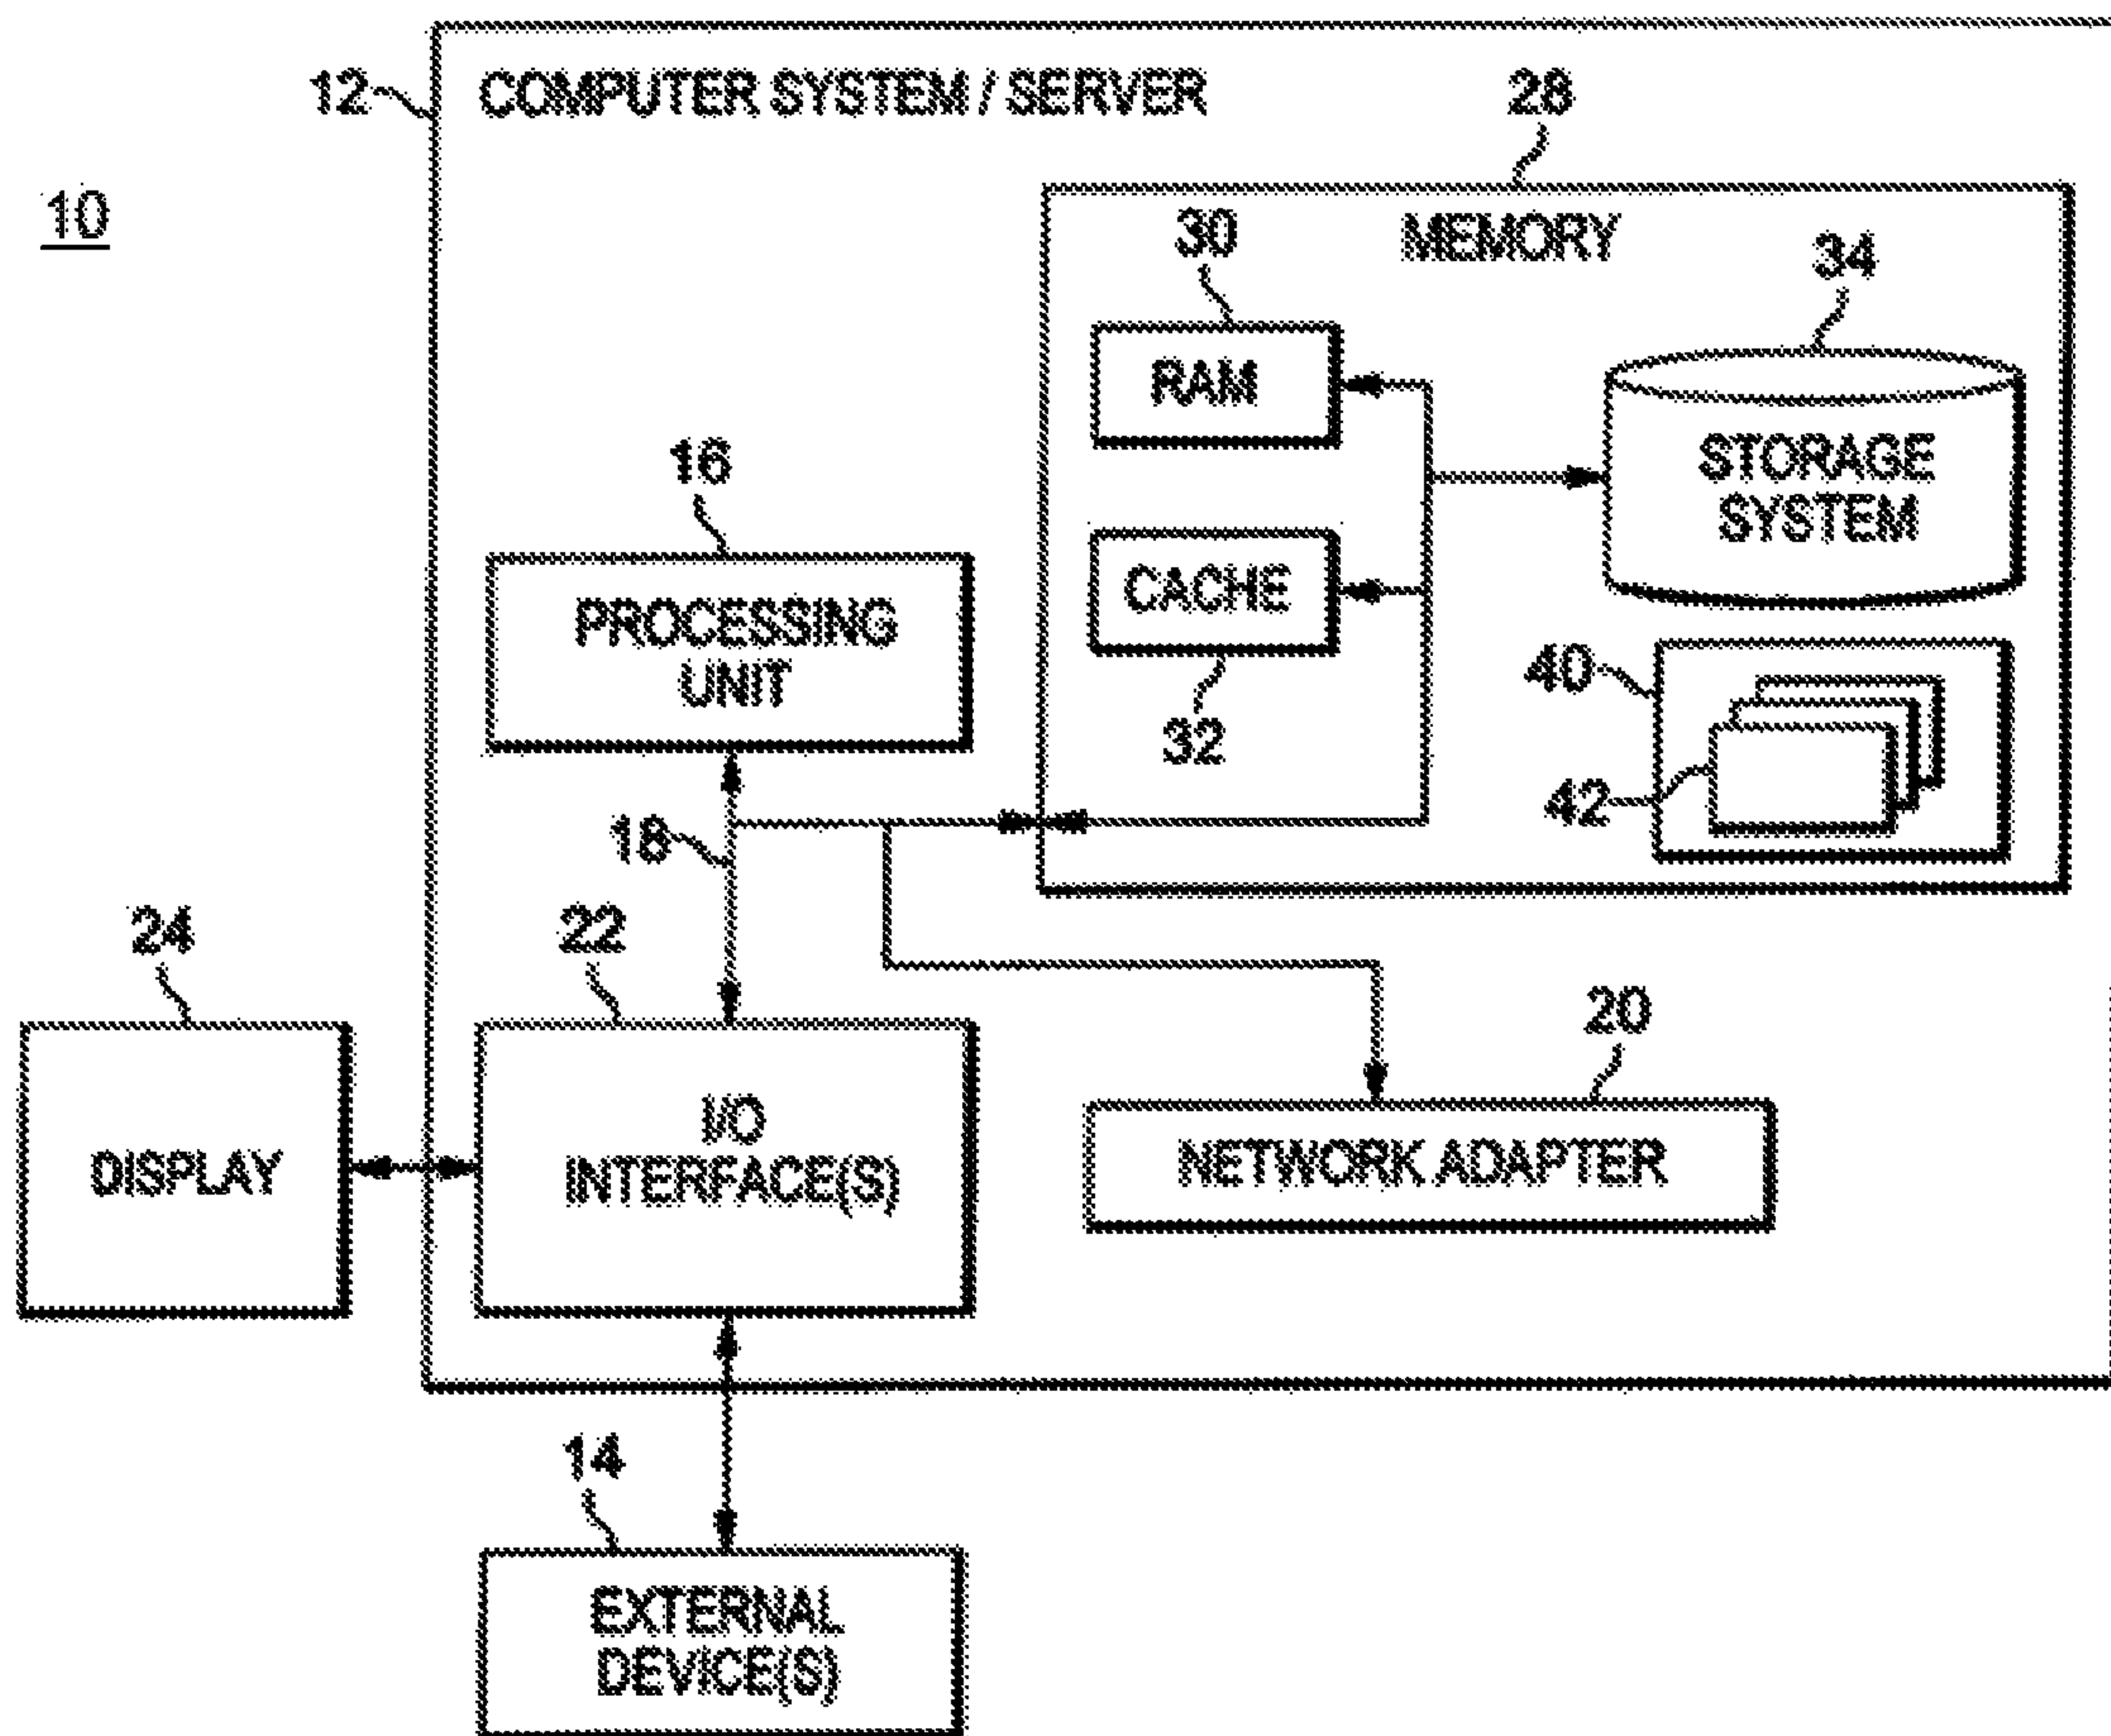 12
COMPUTER SYSTEM / SERVER
28
10
30
MEMORY
34
RAM
16
STORAGE
SYSTEM
PROCESSING
UNIT
CACHE
40
32
42
18
24
22
20
I/O
INTERFACE(S)
DISPLAY
NETWORK ADAPTER
14
EXTERNAL
DEVICE(S)